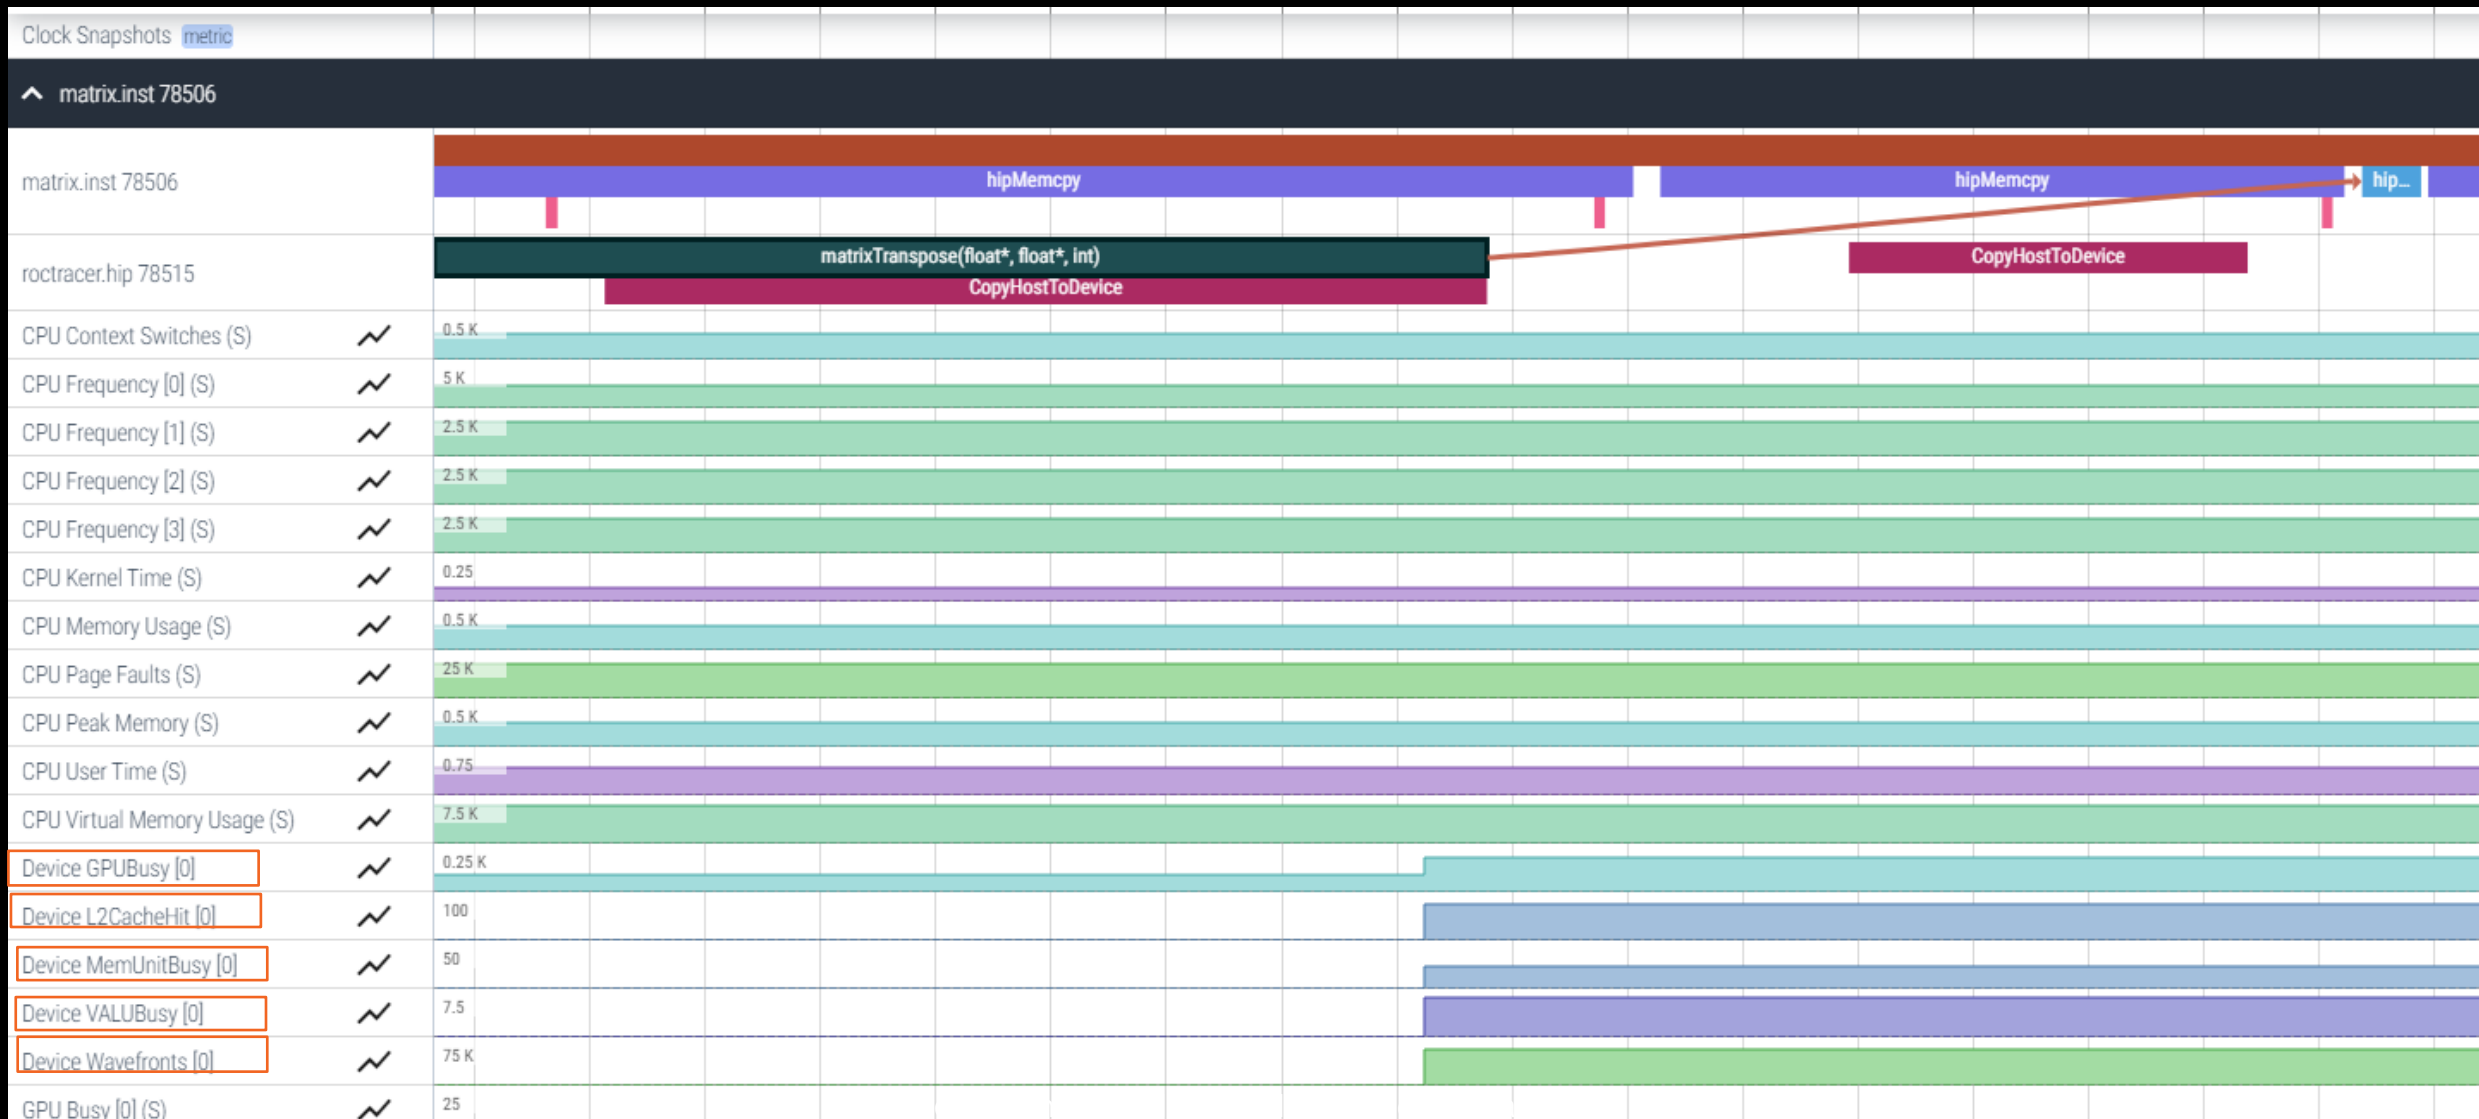 Clock Snapshots metric
matrix.inst 78506
matrix.inst 78506
hipMemcpy
hipMemcpy
hip...
roctracer.hip 78515
matrixTranspose(float*, float*, int)
CopyHostToDevice
CopyHostToDevice
CPU Context Switches (S)
0.5 K
CPU Frequency [0] (S)
5 K
CPU Frequency [1] (S)
2.5 K
CPU Frequency [2] (S)
2.5 K
CPU Frequency [3] (S)
2.5 K
CPU Kernel Time (S)
0.25
CPU Memory Usage (S)
0.5 K
CPU Page Faults (S)
25 K
CPU Peak Memory (S)
0.5 K
CPU User Time (S)
0.75
CPU Virtual Memory Usage (S)
7.5 K
Device GPUBusy [0]
0.25 K
Device L2CacheHit [0]
100
Device MemUnitBusy [0]
50
Device VALUBusy [0]
7.5
Device Wavefronts [0]
75 K
GPU Busy [0] (S)
25